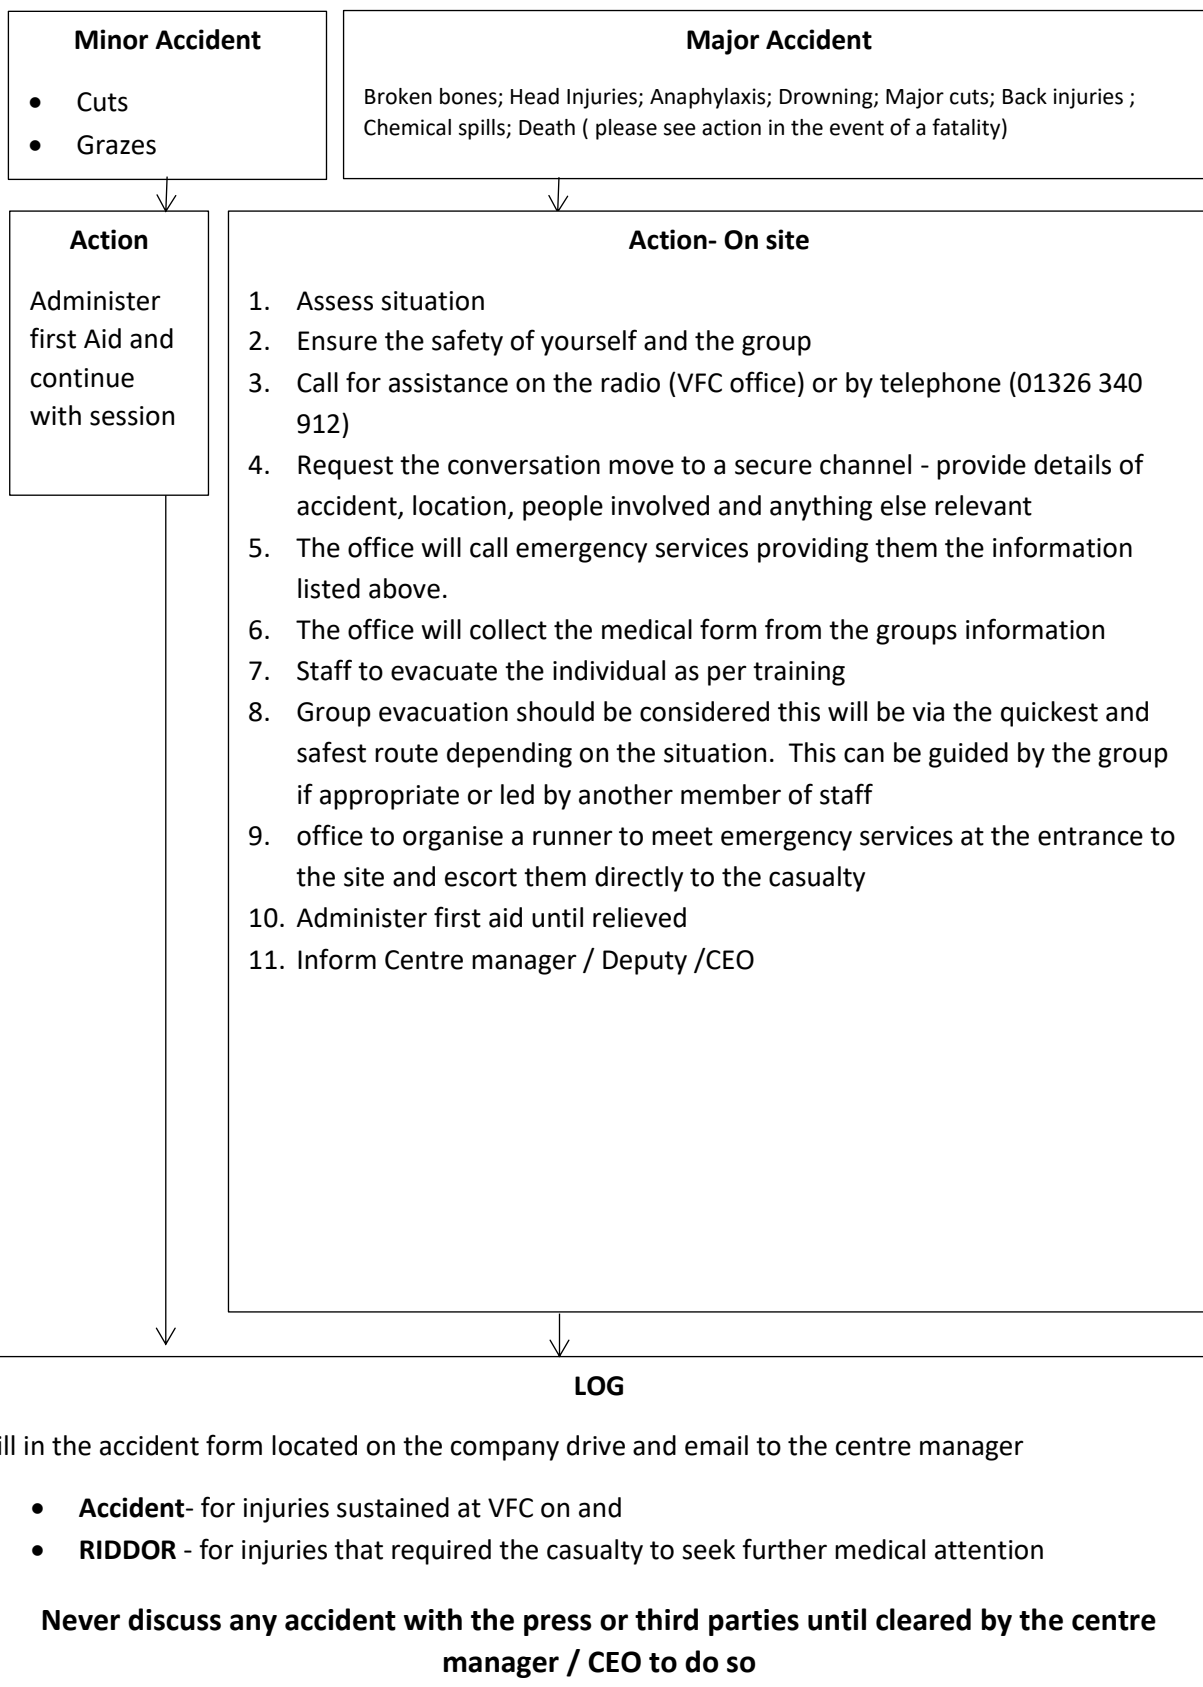 Minor Accident
• Cuts
• Grazes
Major Accident
Broken bones; Head Injuries; Anaphylaxis; Drowning; Major cuts; Back injuries ;
Chemical spills; Death ( please see action in the event of a fatality)
Action
Administer
first Aid and
continue
with session
Action- On site
1. Assess situation
2. Ensure the safety of yourself and the group
3. Call for assistance on the radio (VFC office) or by telephone (01326 340
912)
4. Request the conversation move to a secure channel - provide details of
accident, location, people involved and anything else relevant
5. The office will call emergency services providing them the information
listed above.
6. The office will collect the medical form from the groups information
7. Staff to evacuate the individual as per training
8. Group evacuation should be considered this will be via the quickest and
safest route depending on the situation.  This can be guided by the group
if appropriate or led by another member of staff
9. office to organise a runner to meet emergency services at the entrance to
the site and escort them directly to the casualty
10. Administer first aid until relieved
11. Inform Centre manager / Deputy /CEO
LOG
ill in the accident form located on the company drive and email to the centre manager
• Accident- for injuries sustained at VFC on and
• RIDDOR - for injuries that required the casualty to seek further medical attention
Never discuss any accident with the press or third parties until cleared by the centre
manager / CEO to do so